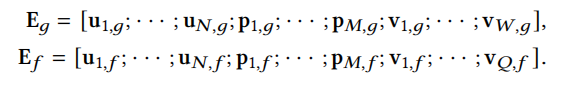 E_g = [u_{1,g}; · · · ; u_{N,g}; p_{1,g}; · · · ; p_{M,g}; v_{1,g}; · · · ; v_{W,g}],
E_f = [u_{1,f}; · · · ; u_{N,f}; p_{1,f}; · · · ; p_{M,f}; v_{1,f}; · · · ; v_{Q,f}].